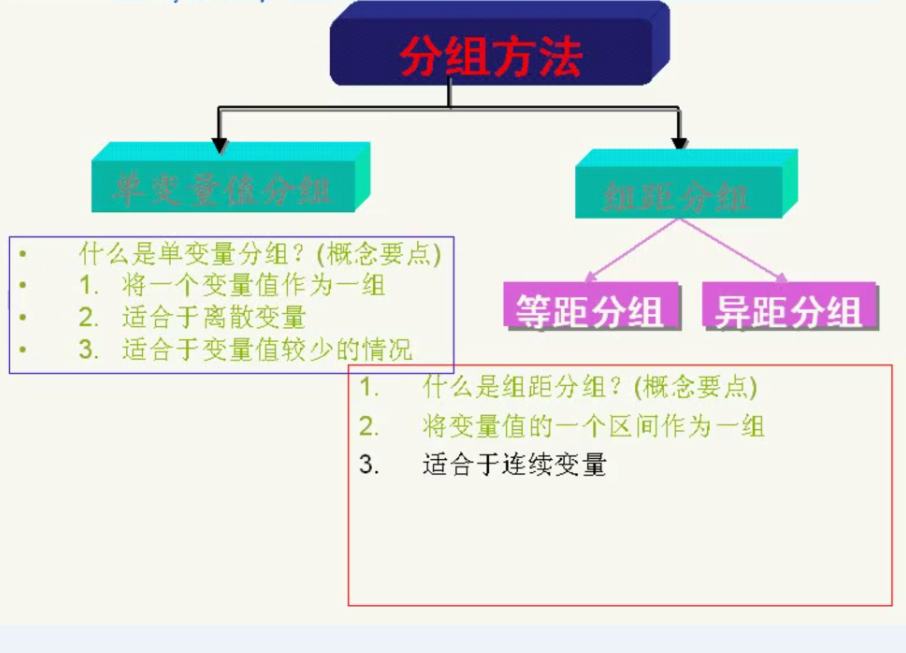 分组方法
单变量值分组
组距分组
• 什么是单变量分组？(概念要点)
• 1. 将一个变量值作为一组
• 2. 适合于离散变量
• 3. 适合于变量值较少的情况
等距分组
异距分组
1. 什么是组距分组？(概念要点)
2. 将变量值的一个区间作为一组
3. 适合于连续变量